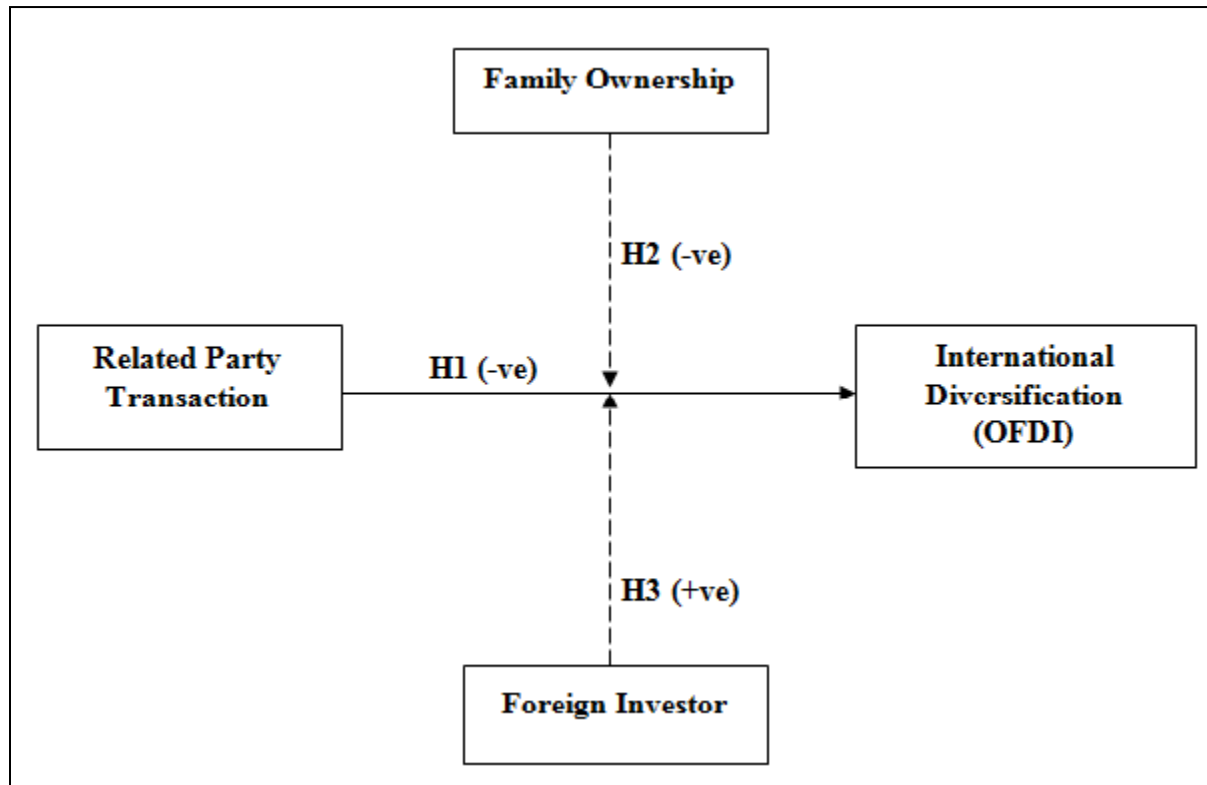 Family Ownership
H2 (-ve)
Related Party
Transaction
H1 (-ve)
International
Diversification
(OFDI)
H3 (+ve)
Foreign Investor